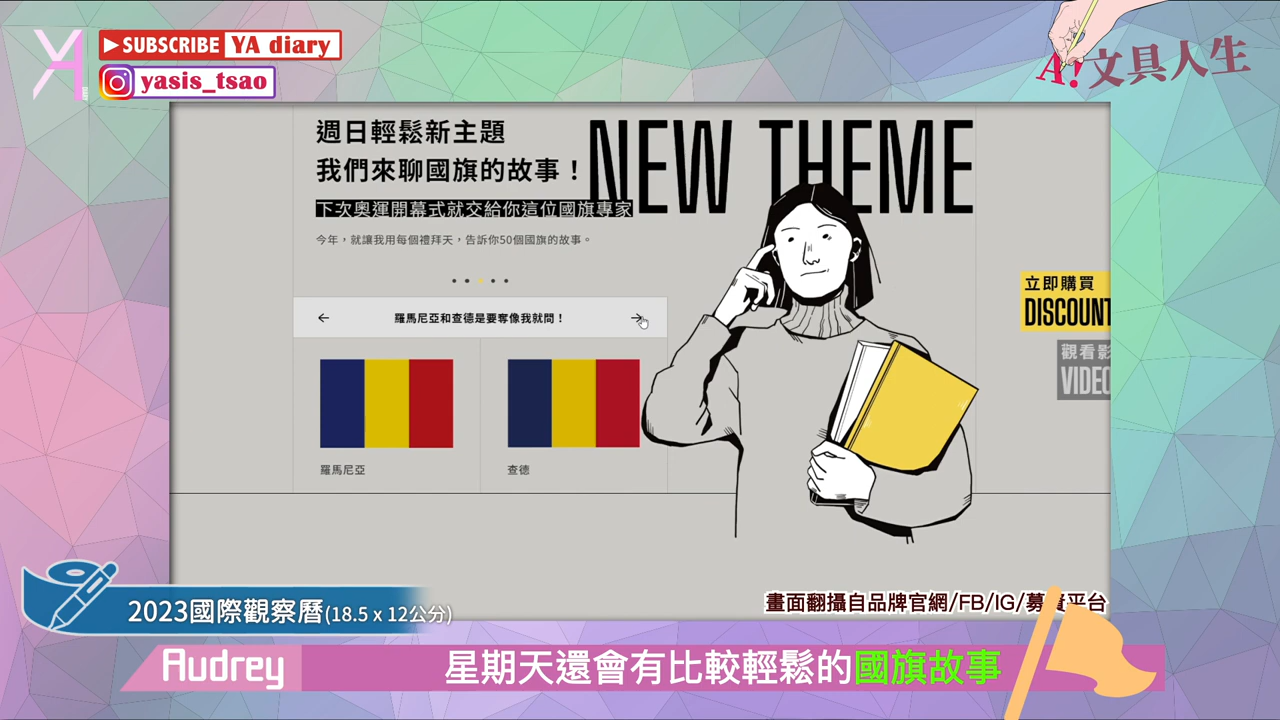 YA
SUBSCRIBE YA diary
yasis_tsao
A!文具人生
週日輕鬆新主題
我們來聊國旗的故事！
NEW THEME
下次奧運開幕式就交給你這位國旗專家
今年，就讓我用每個禮拜天，告訴你50個國旗的故事。
羅馬尼亞和查德是要奪像我就問！
立即購買
DISCOUNT
觀看影
VIDEO
羅馬尼亞
查德
2023國際觀察曆(18.5 x 12公分)
畫面翻攝自品牌官網/FB/IG/募資平台
Audrey
星期天還會有比較輕鬆的國旗故事